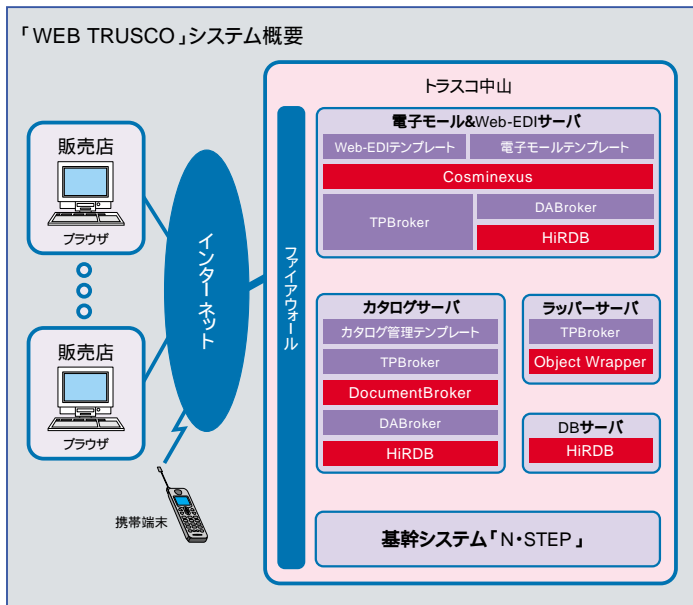 「WEB TRUSCO」システム概要
販売店
ブラウザ
販売店
ブラウザ
携帯端末
インターネット
ファイアウォール
トラスコ中山
電子モール&Web-EDIサーバ
Web-EDIテンプレート
電子モールテンプレート
Cosminexus
TPBroker
DABroker
HiRDB
カタログサーバ
カタログ管理テンプレート
TPBroker
DocumentBroker
DABroker
HiRDB
ラッパーサーバ
TPBroker
Object Wrapper
DBサーバ
HiRDB
基幹システム「N・STEP」